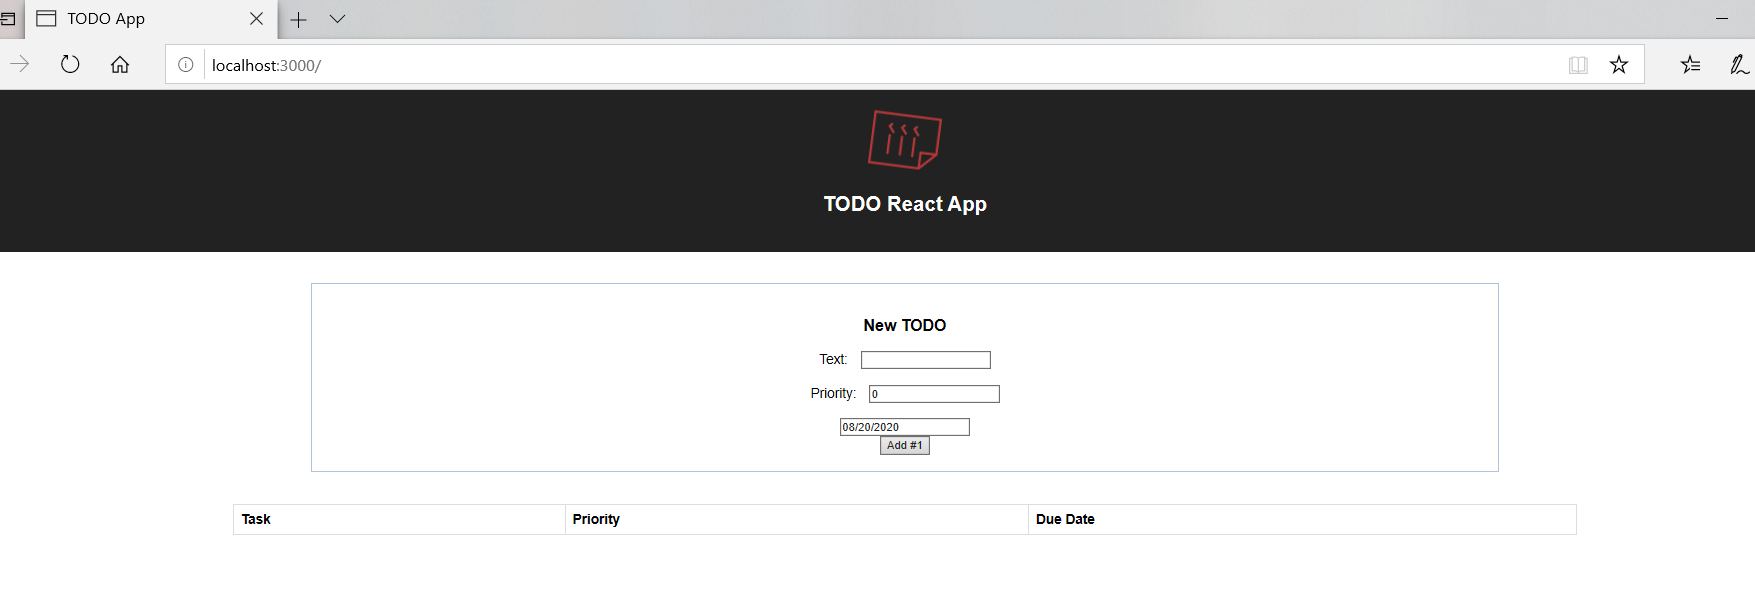 TODO App
localhost:3000/
TODO React App
New TODO
Text:
Priority: 0
08/20/2020
Add #1
Task Priority Due Date